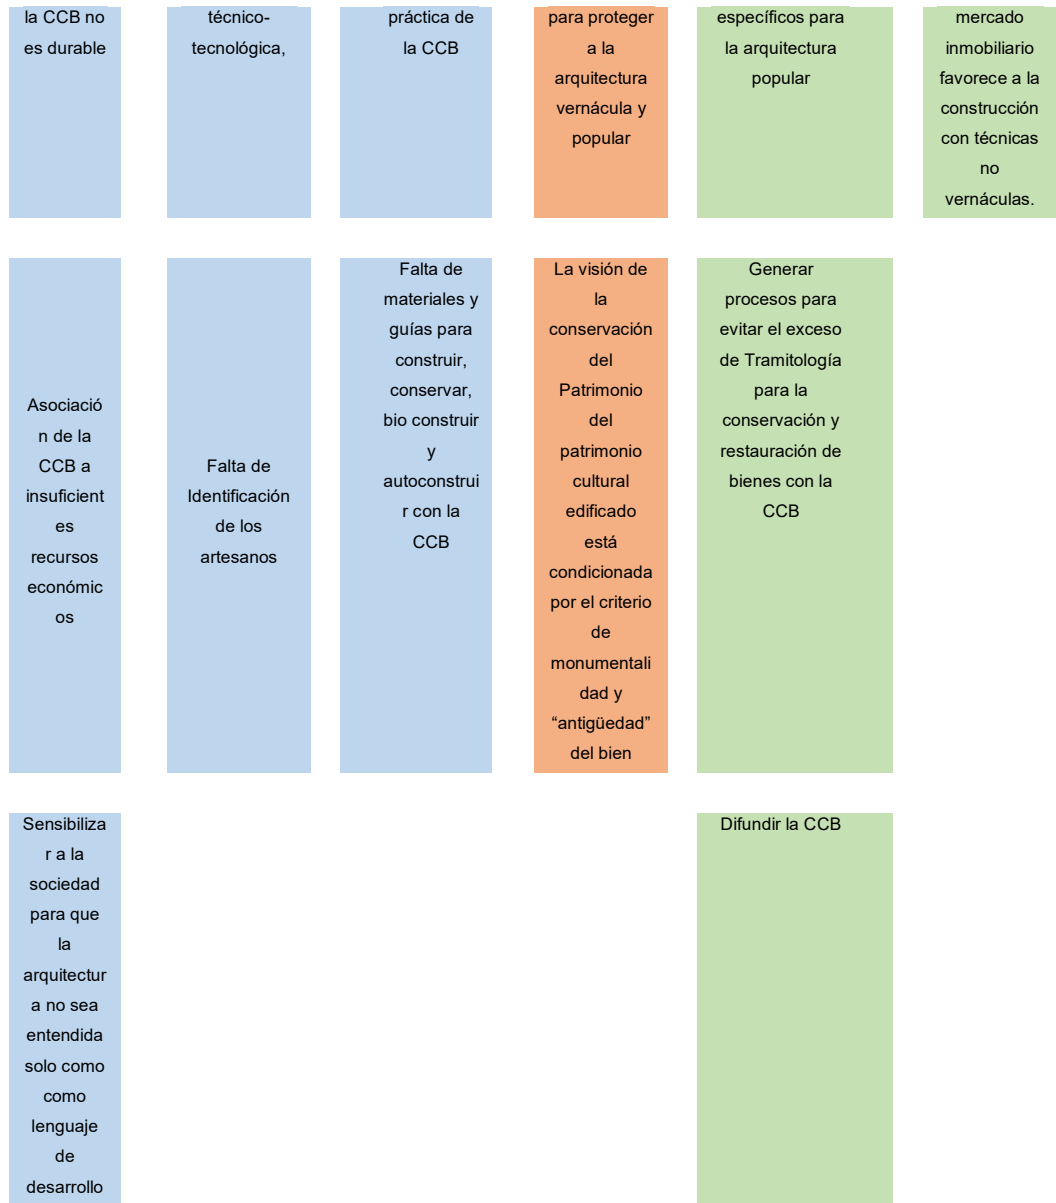 la CCB no
es durable
técnico-
tecnológica,
práctica de
la CCB
para proteger
a la
arquitectura
vernácula y
popular
específicos para
la arquitectura
popular
mercado
inmobiliario
favorece a la
construcción
con técnicas
no
vernáculas.
Asociació
n de la
CCB a
insuficient
es
recursos
económic
os
Falta de
Identificación
de los
artesanos
Falta de
materiales y
guías para
construir,
conservar,
bio construir
y
autoconstrui
r con la
CCB
La visión de
la
conservación
del
Patrimonio
del
patrimonio
cultural
edificado
está
condicionada
por el criterio
de
monumentali
dad y
“antigüedad”
del bien
Generar
procesos para
evitar el exceso
de Tramitología
para la
conservación y
restauración de
bienes con la
CCB
Sensibiliza
r a la
sociedad
para que
la
arquitectur
a no sea
entendida
solo como
como
lenguaje
de
desarrollo
Difundir la CCB